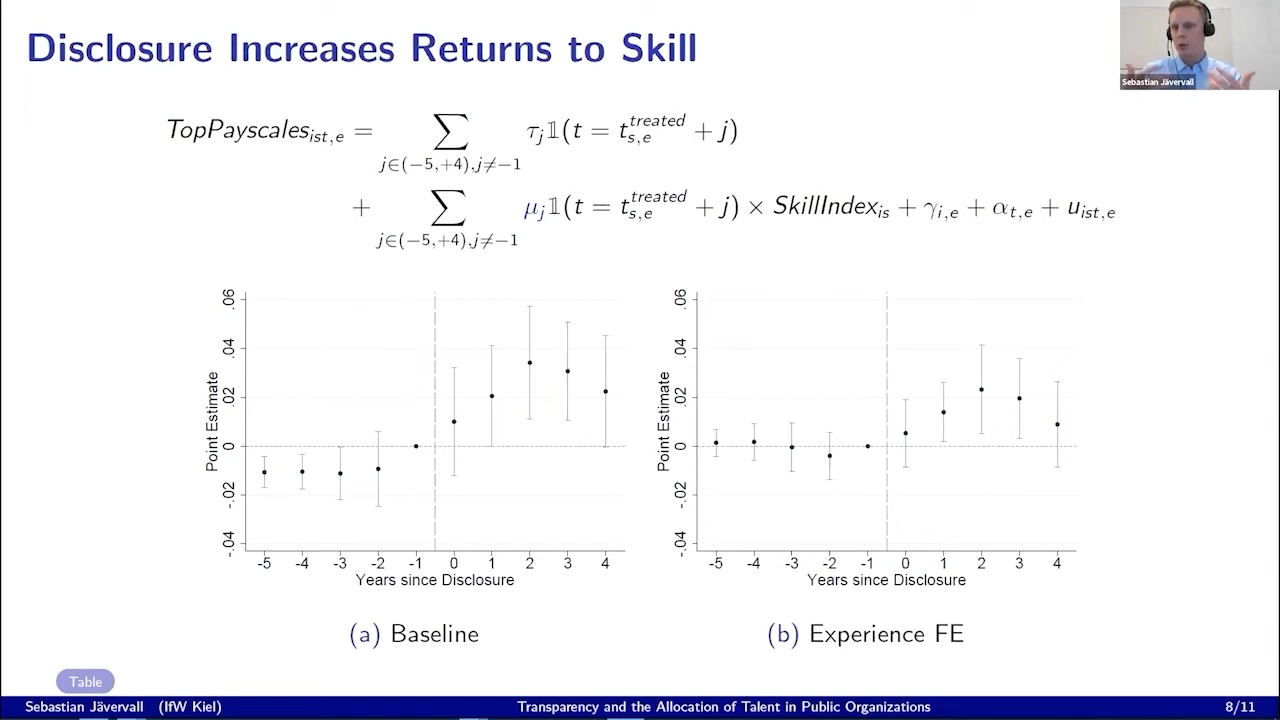 Disclosure Increases Returns to Skill
Sebastian Jävervall
TopPayscales_{ist,e} = \sum_{j∈(−5,+4),j≠−1} τ_j 𝟙(t = t^{treated}_{s,e} + j)
+ \sum_{j∈(−5,+4),j≠−1} μ_j 𝟙(t = t^{treated}_{s,e} + j) × SkillIndex_{is} + γ_{i,e} + α_{t,e} + u_{ist,e}
Point Estimate
.06
.04
.02
0
-.02
-.04
-5 -4 -3 -2 -1 0 1 2 3 4
Years since Disclosure
(a) Baseline
Point Estimate
.06
.04
.02
0
-.02
-.04
-5 -4 -3 -2 -1 0 1 2 3 4
Years since Disclosure
(b) Experience FE
Table
Sebastian Jävervall (IfW Kiel) Transparency and the Allocation of Talent in Public Organizations 8/11